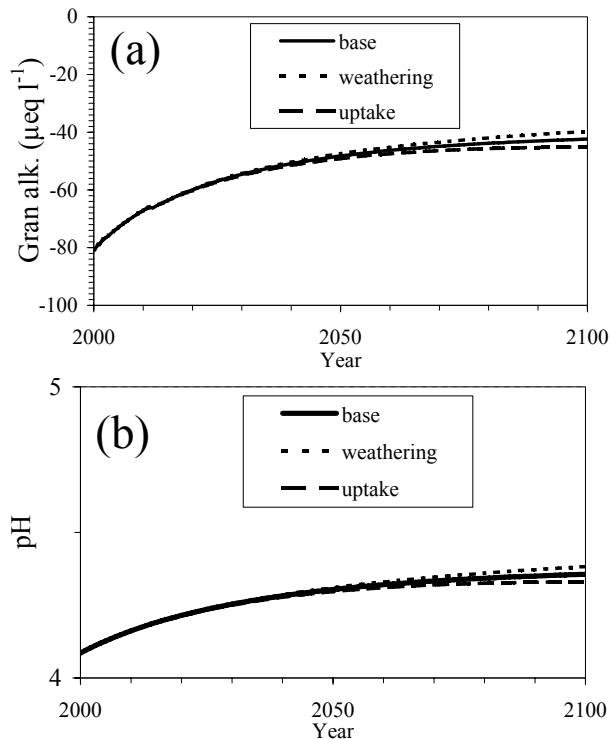 (a)
base
weathering
uptake
Gran alk. (µeq l⁻¹)
0
-20
-40
-60
-80
-100
2000
2050
2100
Year
(b)
base
weathering
uptake
pH
5
4
2000
2050
2100
Year